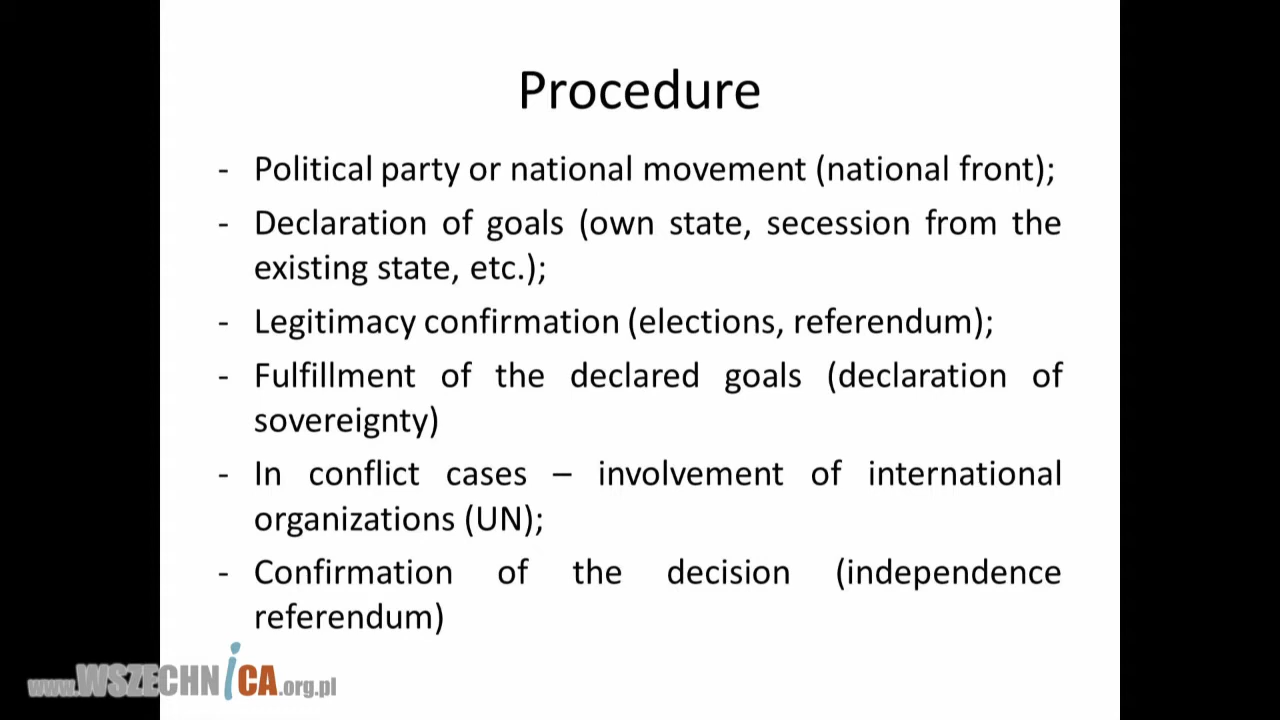 Procedure
- Political party or national movement (national front);
- Declaration of goals (own state, secession from the
existing state, etc.);
- Legitimacy confirmation (elections, referendum);
- Fulfillment of the declared goals (declaration of
sovereignty)
- In conflict cases – involvement of international
organizations (UN);
- Confirmation of the decision (independence
referendum)
www.WSZECHNiCA.org.pl